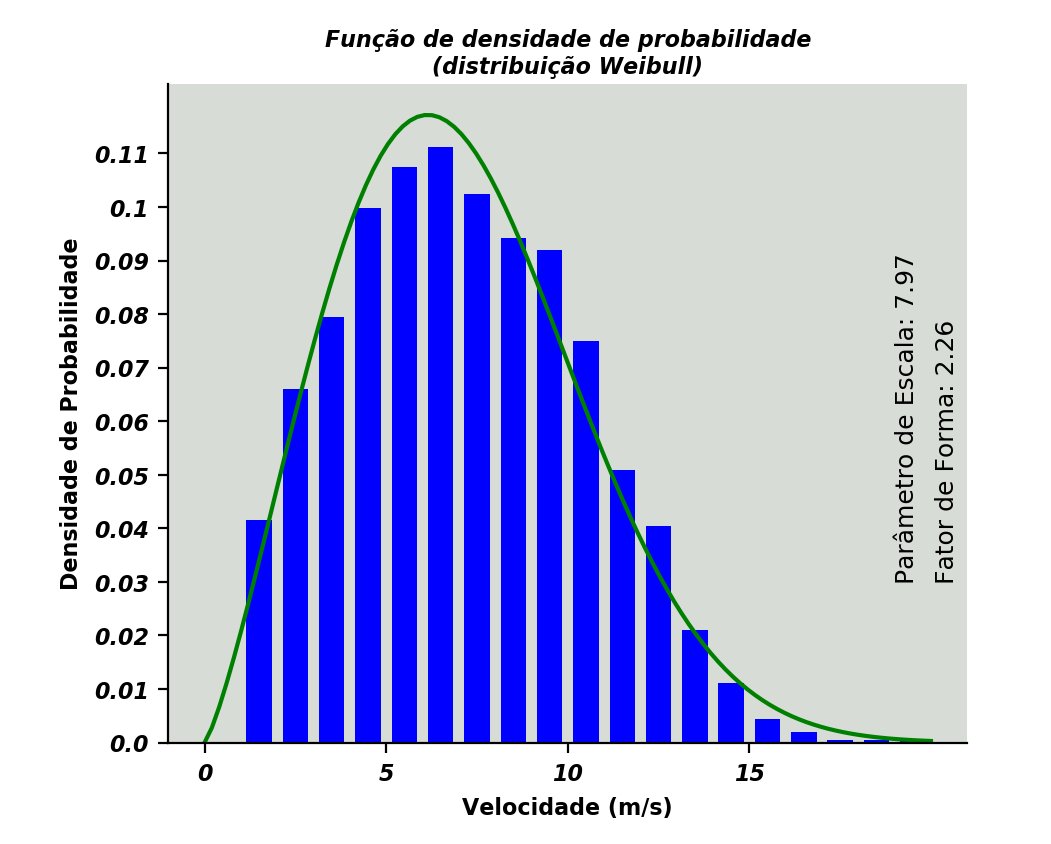 Função de densidade de probabilidade
(distribuição Weibull)
Densidade de Probabilidade
0.11
0.1
0.09
0.08
0.07
0.06
0.05
0.04
0.03
0.02
0.01
0.0
0 5 10 15
Velocidade (m/s)
Parâmetro de Escala: 7.97
Fator de Forma: 2.26